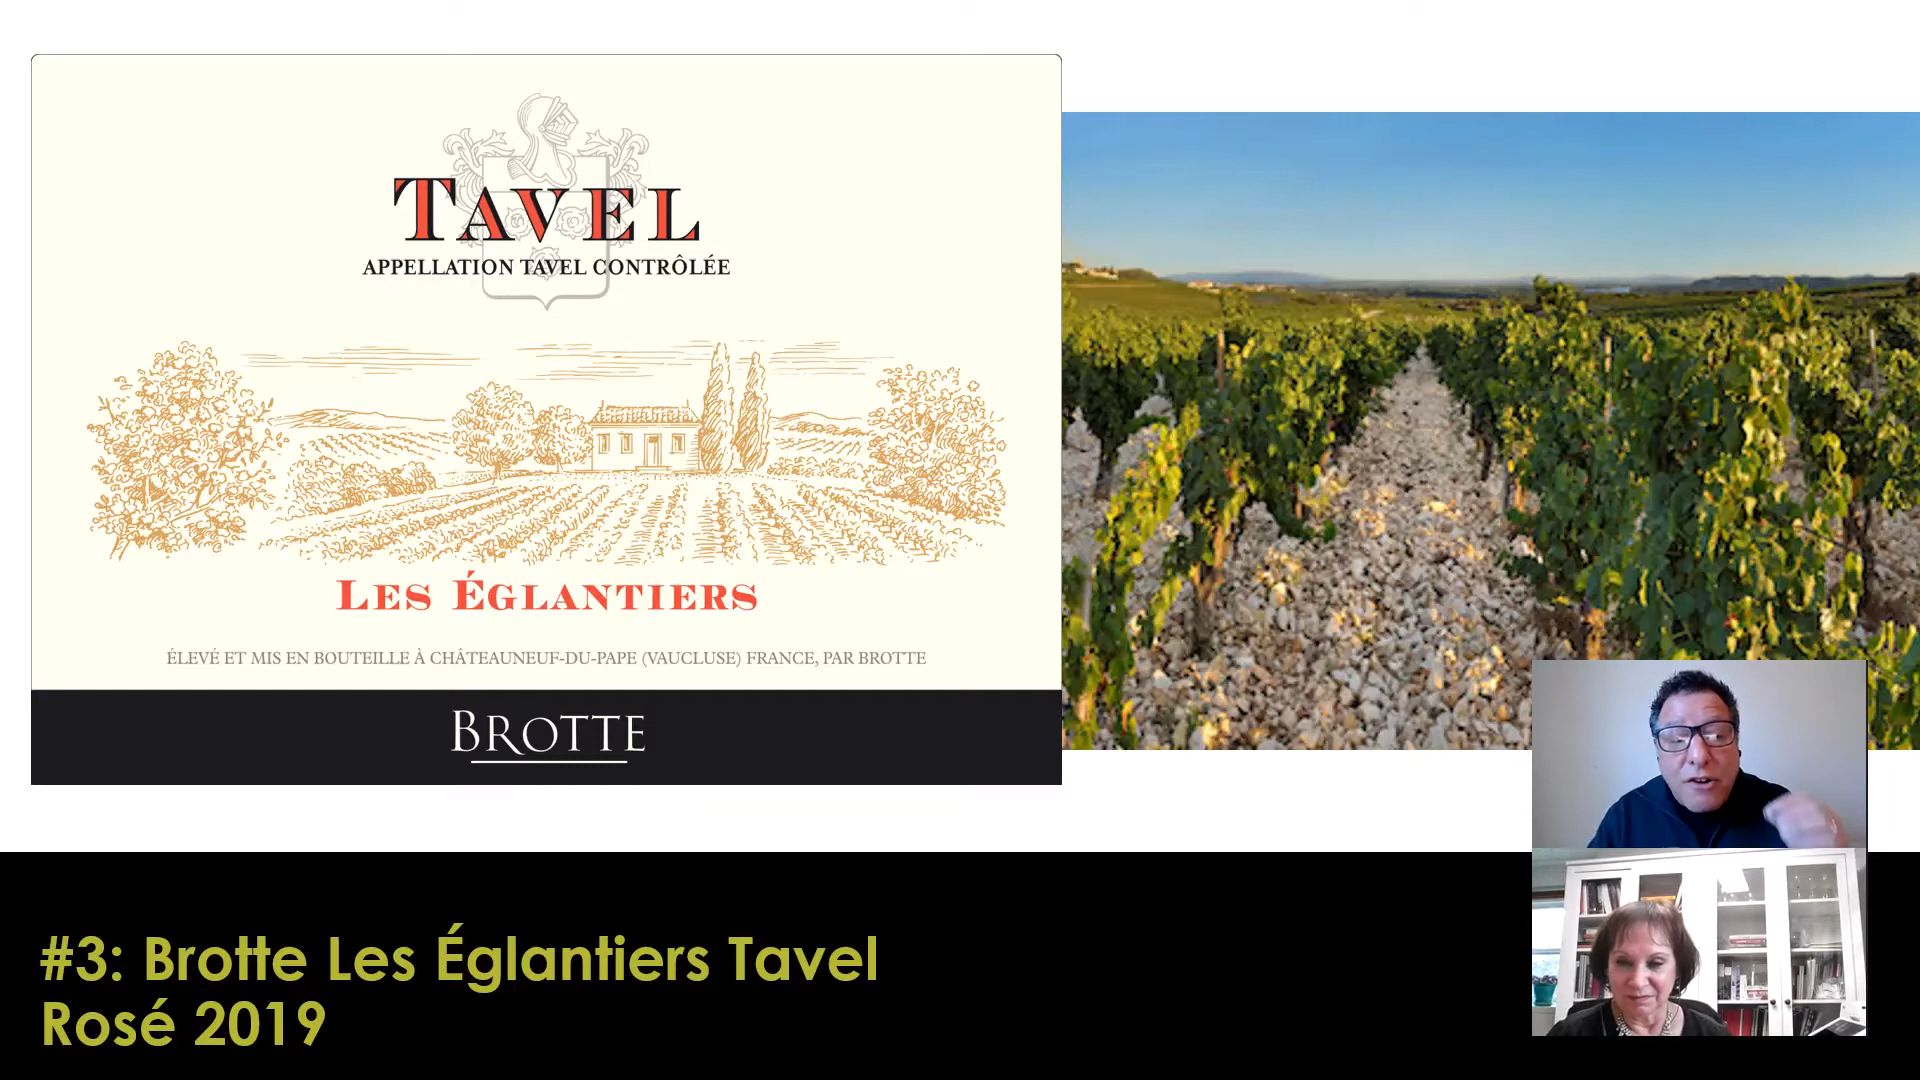 TAVEL
APPELLATION TAVEL CONTRÔLÉE
LES ÉGLANTIERS
ÉLEVÉ ET MIS EN BOUTEILLE À CHÂTEAUNEUF-DU-PAPE (VAUCLUSE) FRANCE, PAR BROTTE
BROTTE
#3: Brotte Les Églantiers Tavel
Rosé 2019